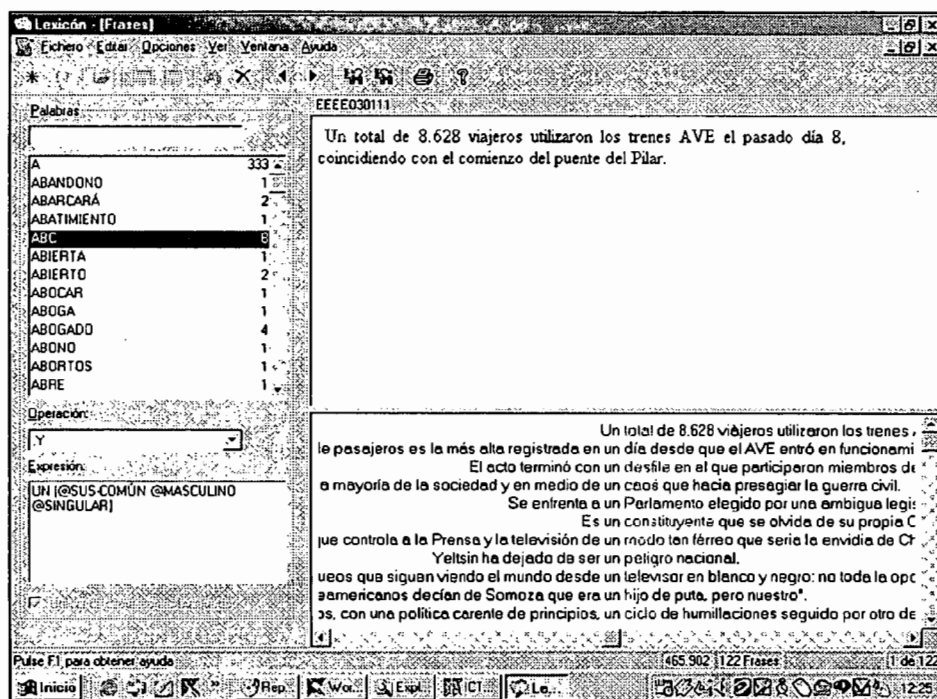 Lexicón - [Frases]
Fichero Editar Opciones Ver Ventana Ayuda
Palabras
A 333
ABANDONO 1
ABARCARÁ 2
ABATIMIENTO 1
ABC 6
ABIERTA 1
ABIERTO 2
ABOCAR 1
ABOGA 1
ABOGADO 4
ABONO 1
ABORTOS 1
ABRE 1
Operación:
Y
Expresión:
UN [@SUS-COMÚN @MASCULINO
@SINGULAR]
EEEE030111
Un total de 8.628 viajeros utilizaron los trenes AVE el pasado día 8,
coincidiendo con el comienzo del puente del Pilar.
Un total de 8.628 viajeros utilizaron los trenes
le pasajeros es la más alta registrada en un día desde que el AVE entró en funcionami
El acto terminó con un desfile en el que participaron miembros de
a mayoría de la sociedad y en medio de un caos que hacía presagiar la guerra civil.
Se enfrenta a un Parlamento elegido por una ambigua legis
Es un constituyente que se olvida de su propia C
que controla a la Prensa y la televisión de un modo tan férreo que sería la envidia de Ch
Yeltsin ha dejado de ser un peligro nacional.
ueos que siguan viendo el mundo desde un televisor en blanco y negro: no toda la opc
eamericanos decían de Somoza que era un hijo de puta, pero nuestro".
os, con una política carente de principios, un ciclo de humillaciones seguido por otro de
Pulse F1 para obtener ayuda 465.902 122 Frases 1 de 122
Inicio Rep... Wor... Expl... ICT... Le... 12:25